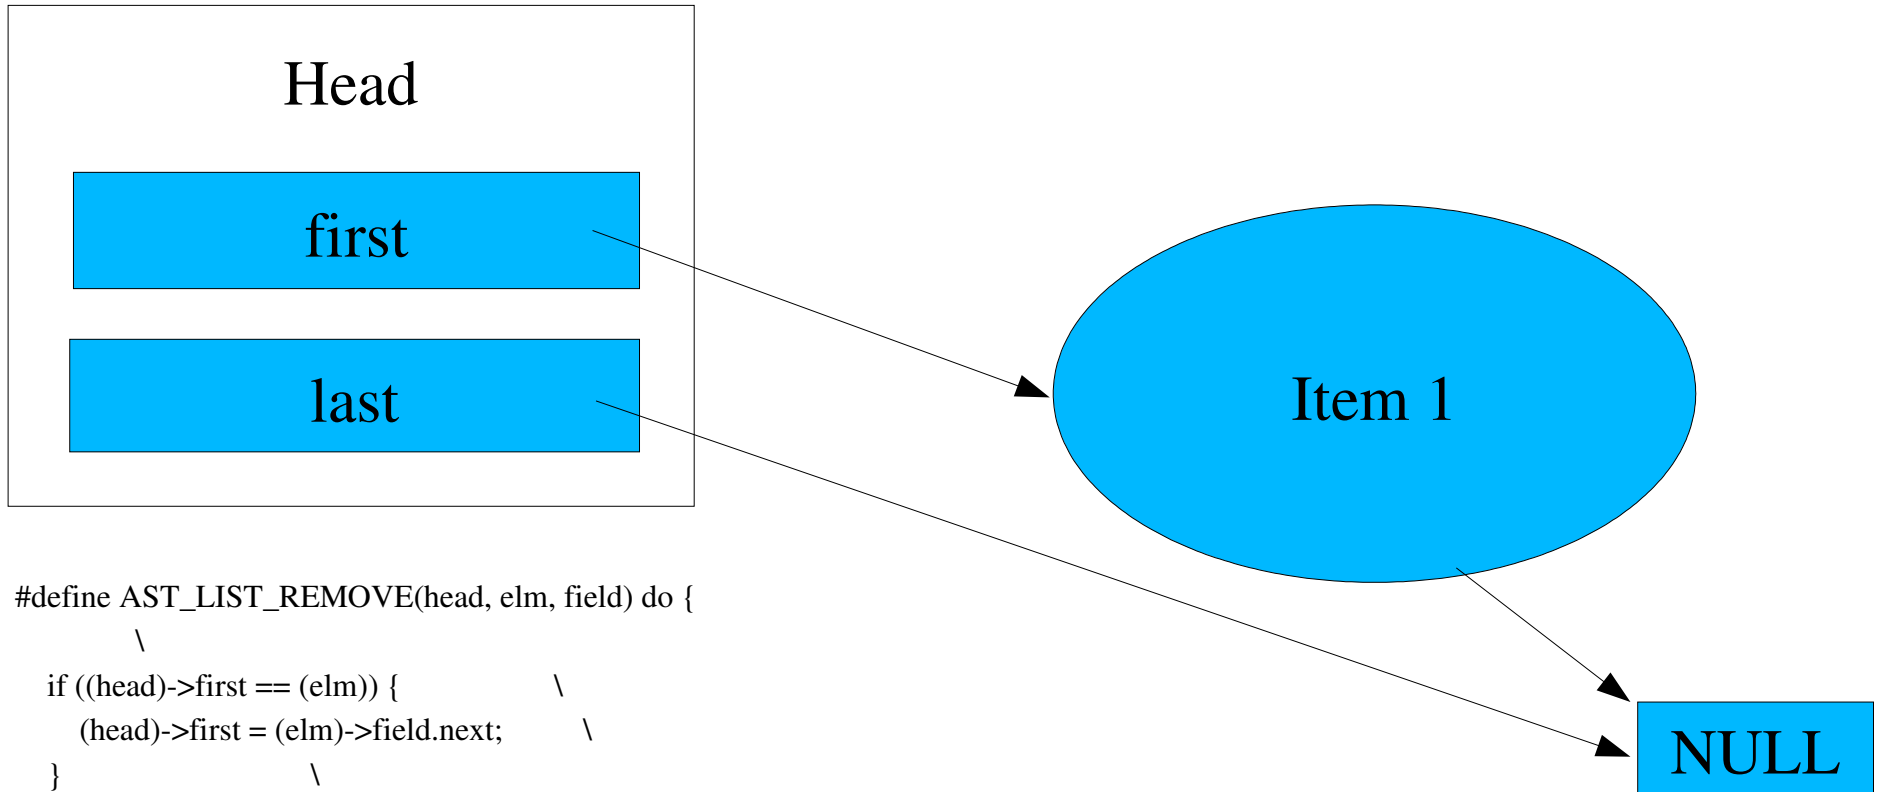 Head
first
last
Item 1
NULL
#define AST_LIST_REMOVE(head, elm, field) do {
\
if ((head)->first == (elm)) { \
(head)->first = (elm)->field.next; \
} \